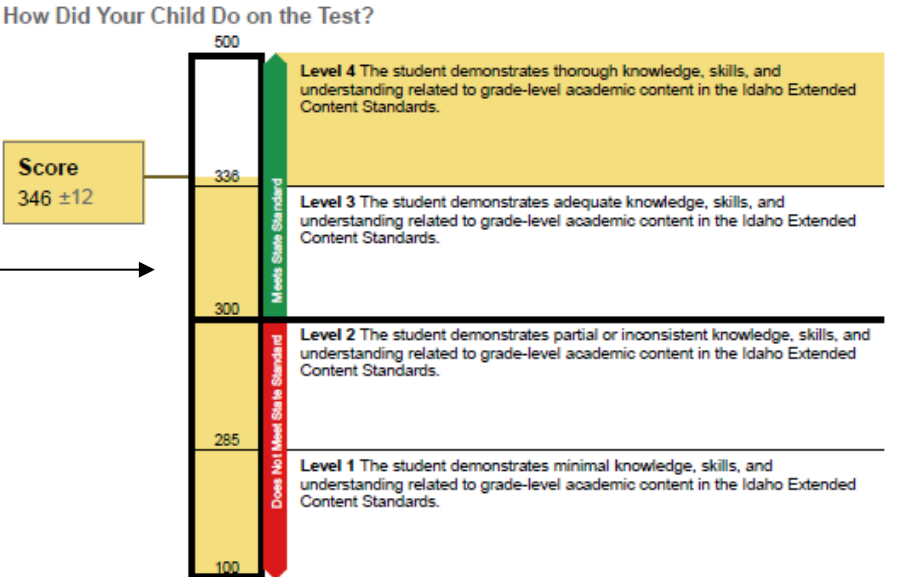 How Did Your Child Do on the Test?
500
Level 4 The student demonstrates thorough knowledge, skills, and
understanding related to grade-level academic content in the Idaho Extended
Content Standards.
Score
346 ±12
336
Level 3 The student demonstrates adequate knowledge, skills, and
understanding related to grade-level academic content in the Idaho Extended
Content Standards.
Meets State Standard
300
Level 2 The student demonstrates partial or inconsistent knowledge, skills, and
understanding related to grade-level academic content in the Idaho Extended
Content Standards.
Does Not Meet State Standard
285
Level 1 The student demonstrates minimal knowledge, skills, and
understanding related to grade-level academic content in the Idaho Extended
Content Standards.
100